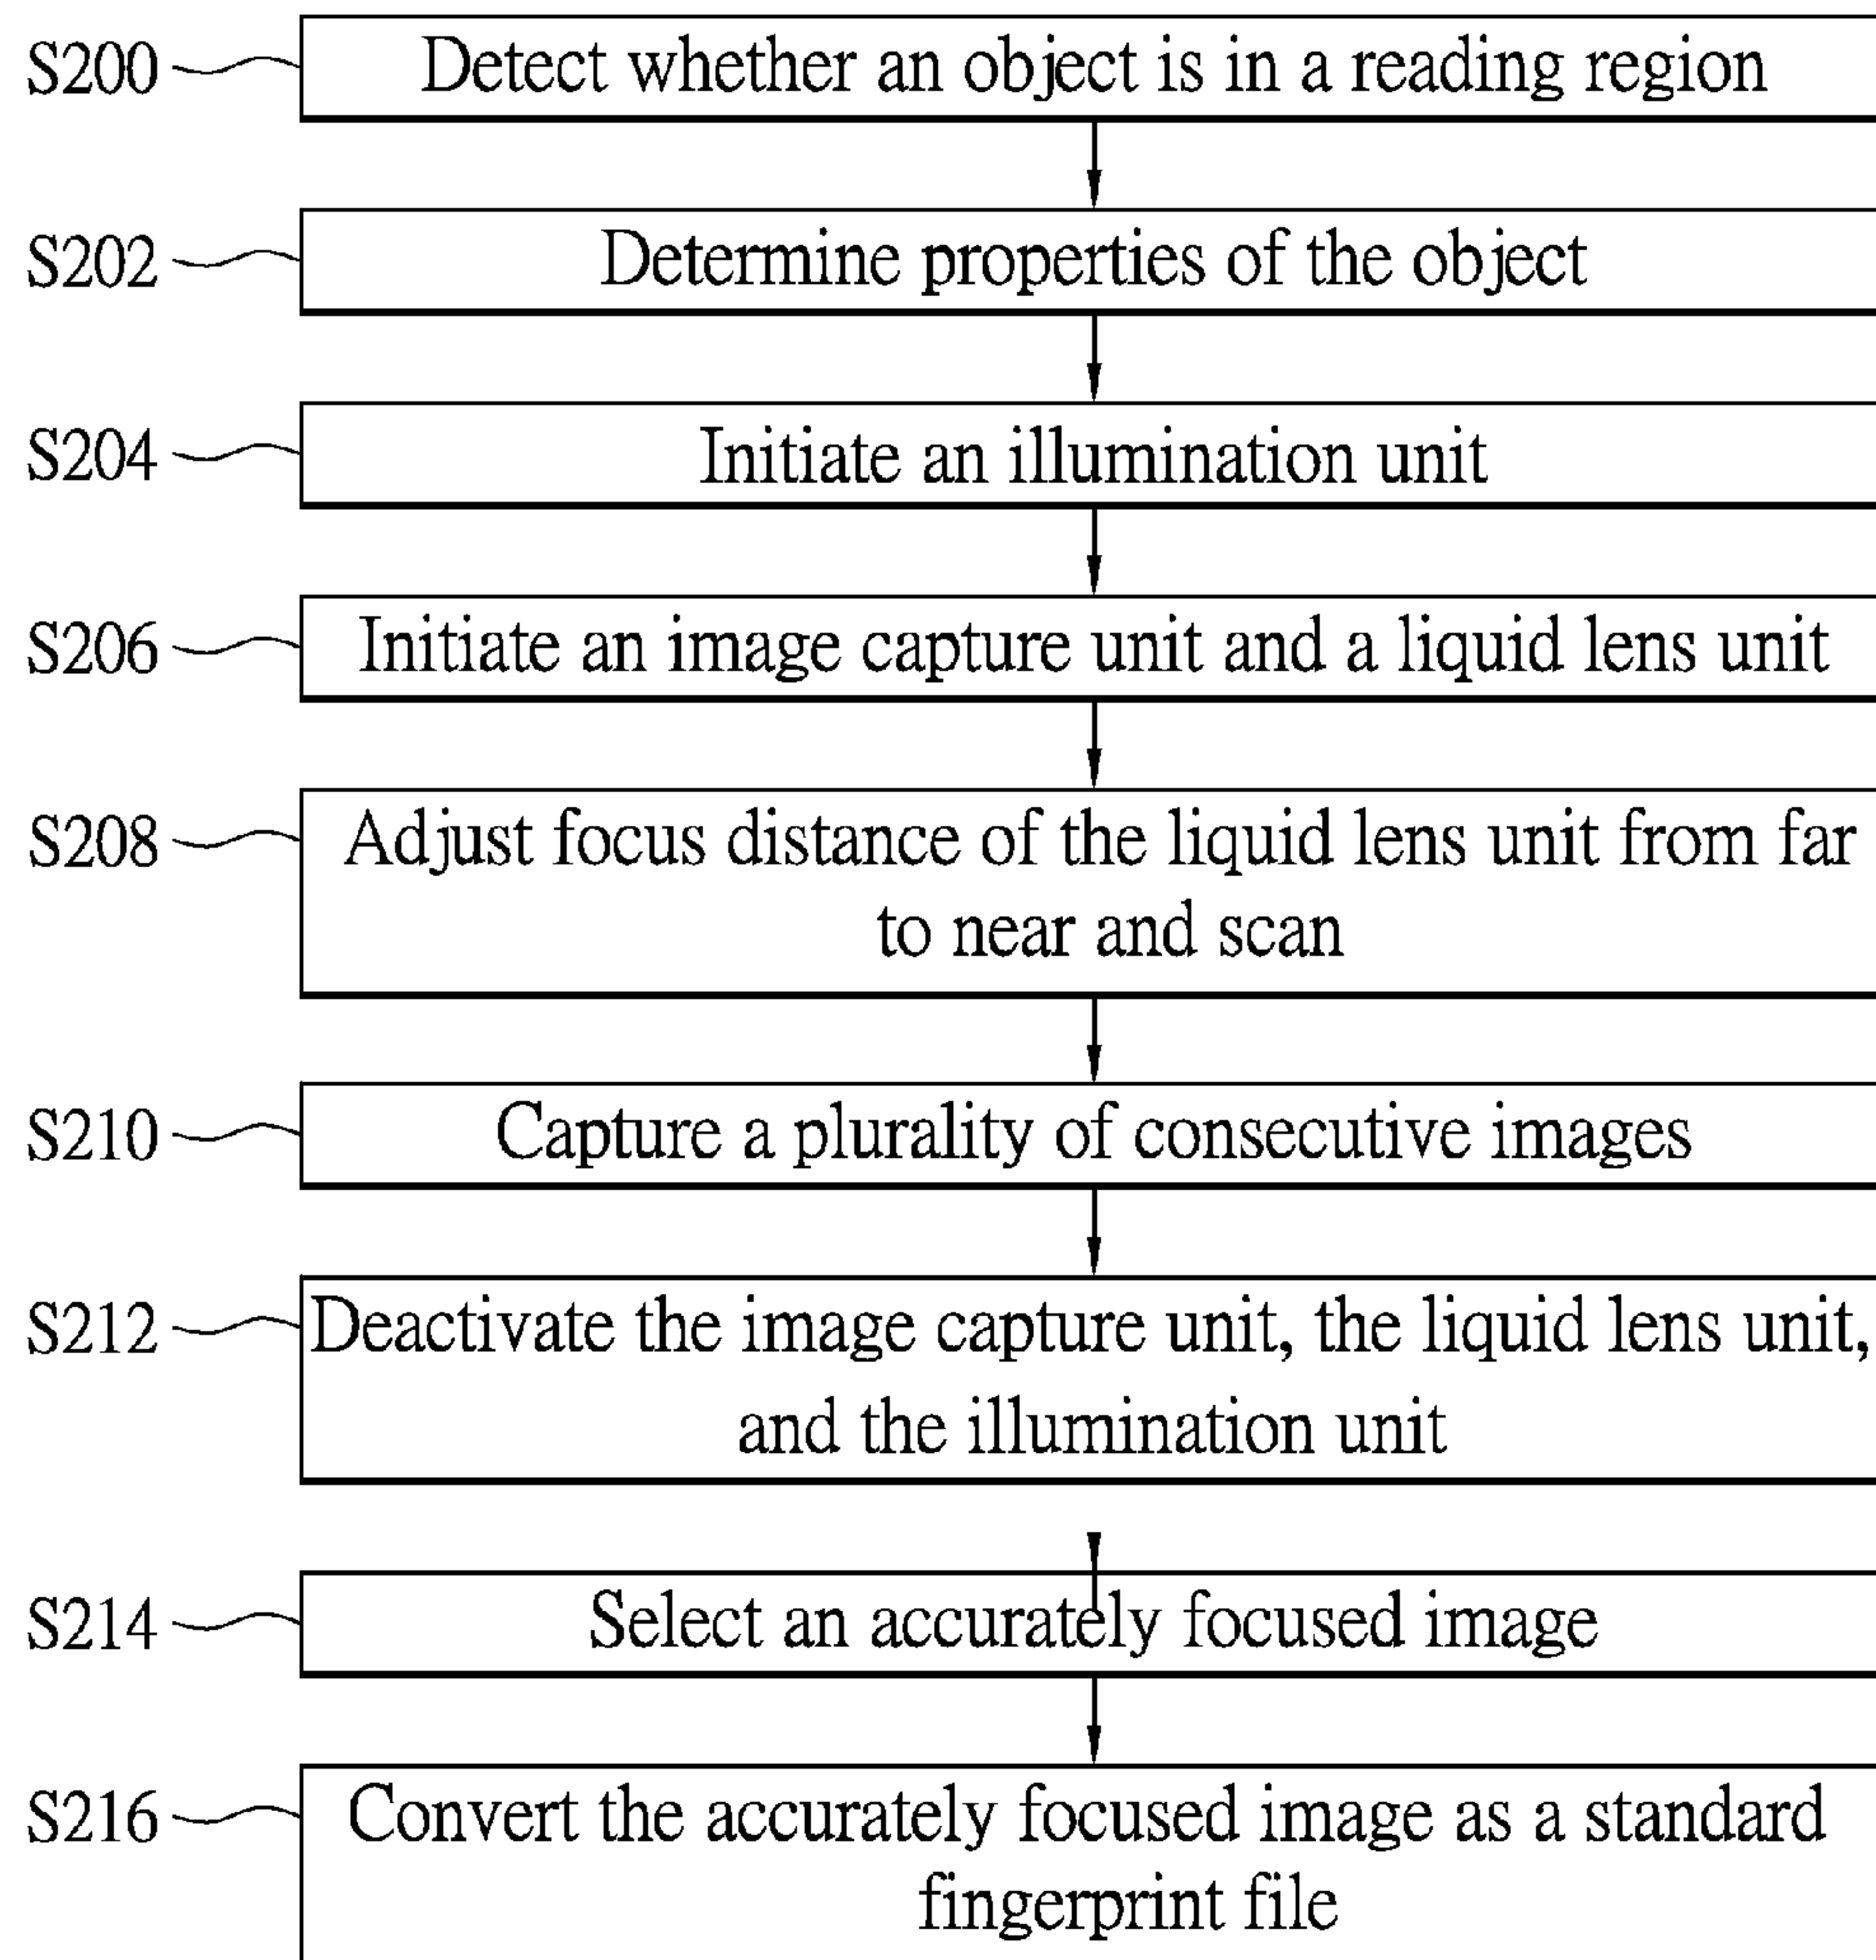 S200 Detect whether an object is in a reading region
S202 Determine properties of the object
S204 Initiate an illumination unit
S206 Initiate an image capture unit and a liquid lens unit
S208 Adjust focus distance of the liquid lens unit from far
to near and scan
S210 Capture a plurality of consecutive images
S212 Deactivate the image capture unit, the liquid lens unit,
and the illumination unit
S214 Select an accurately focused image
S216 Convert the accurately focused image as a standard
fingerprint file